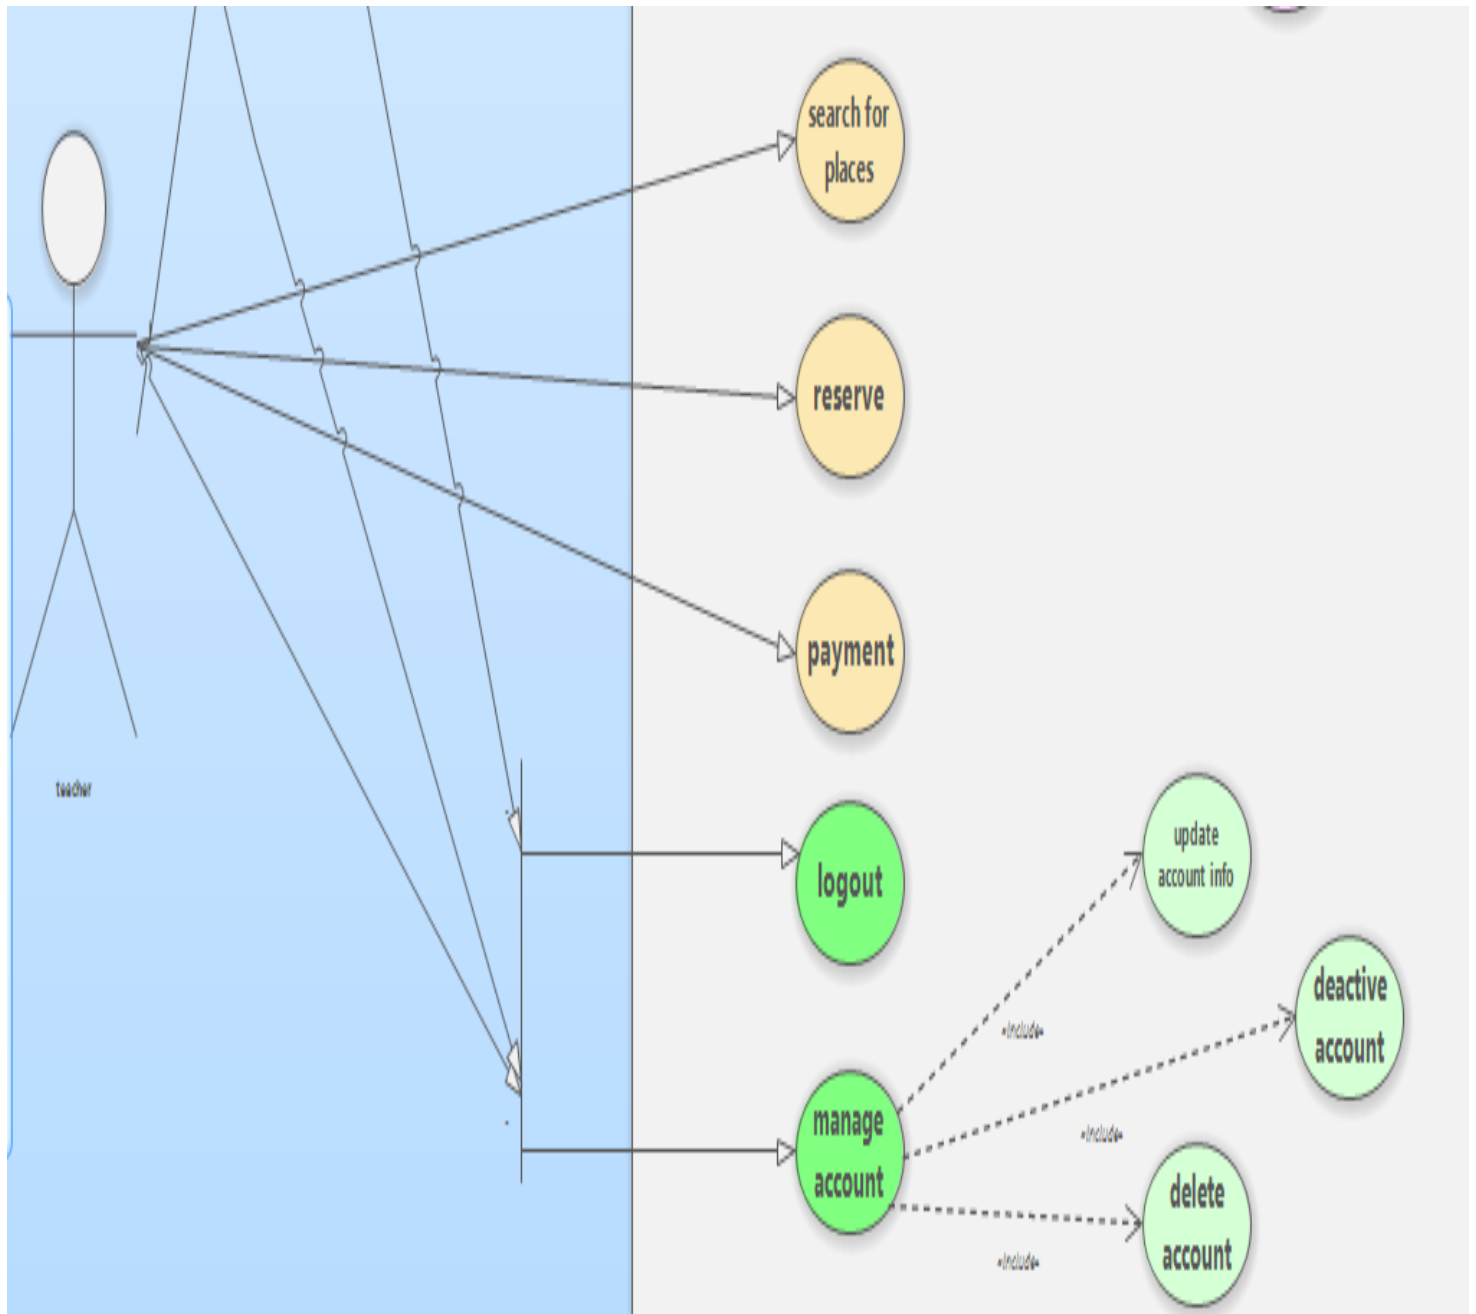 search for
places
reserve
payment
teacher
logout
update
account info
deactive
account
«include»
manage
account
«include»
delete
account
«include»